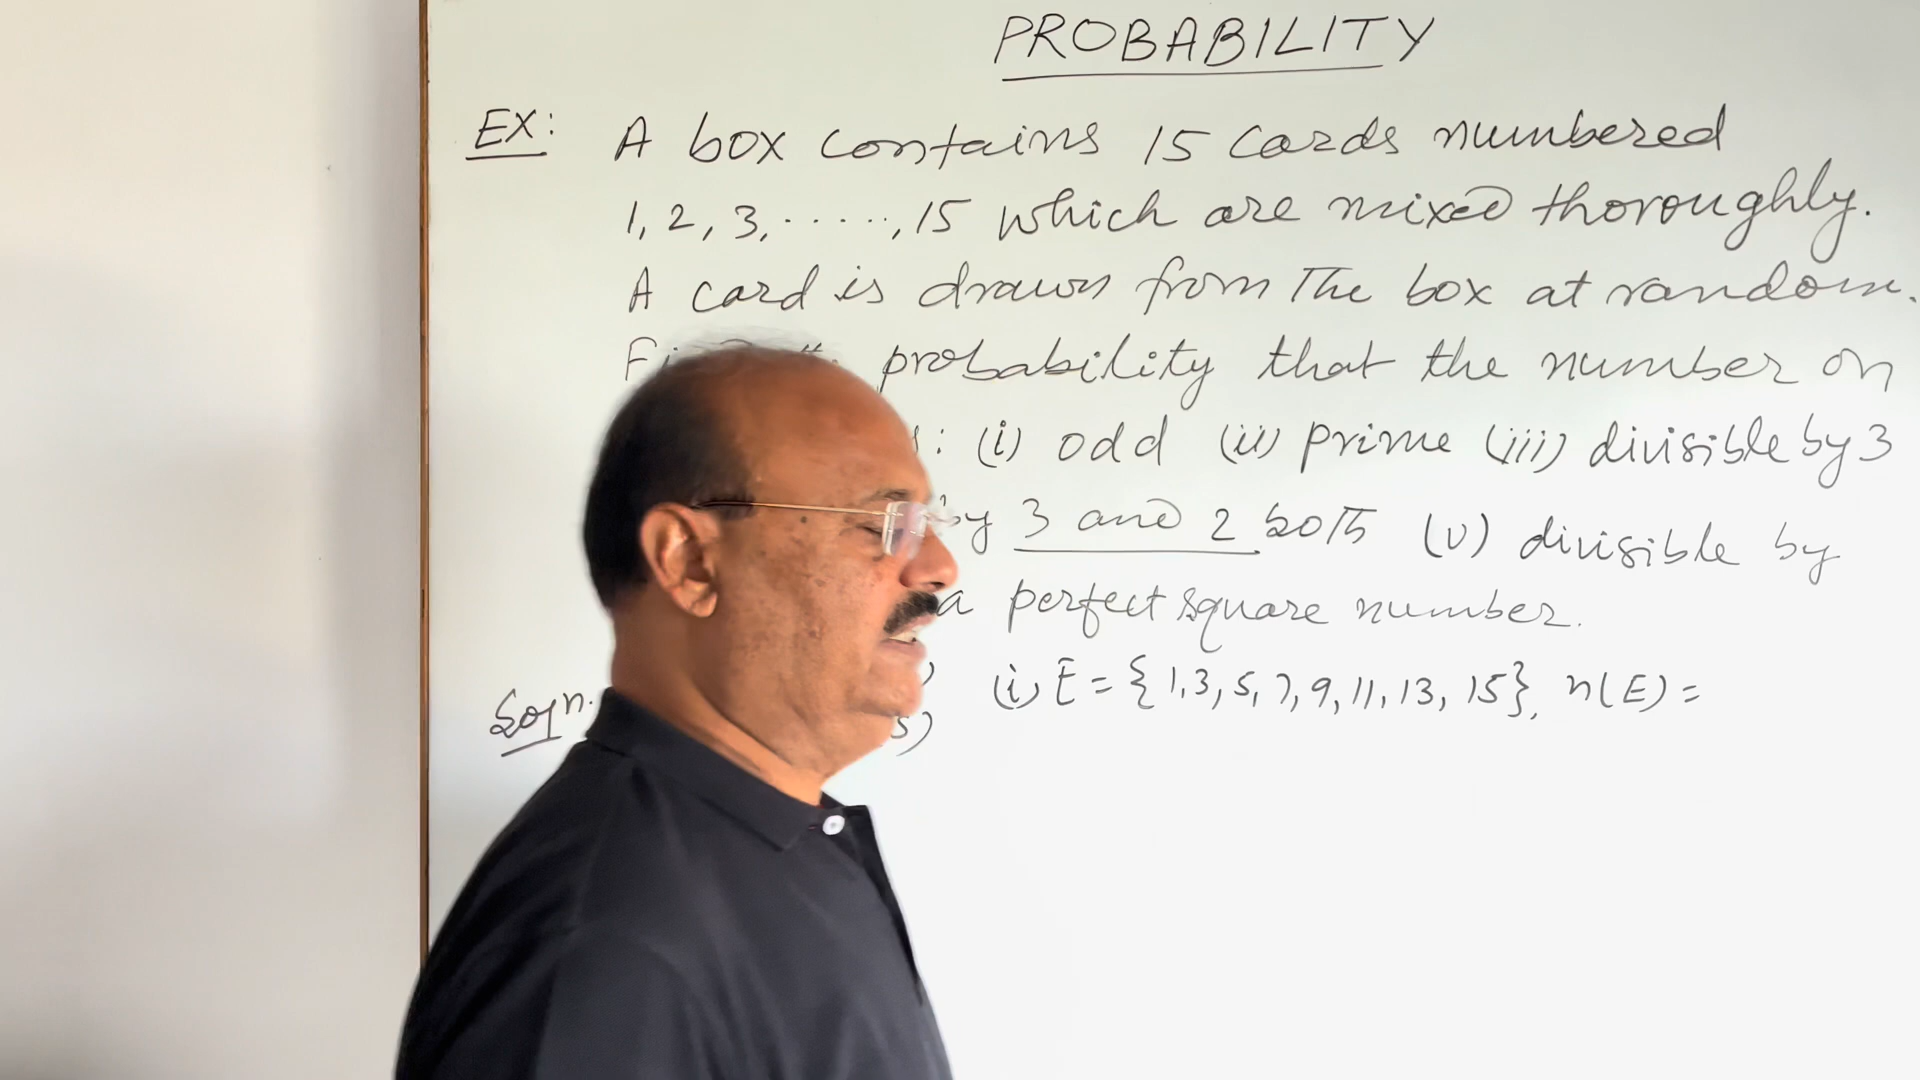 PROBABILITY
EX: A box contains 15 cards numbered
1, 2, 3, ......, 15 which are mixed thoroughly.
A card is drawn from the box at random.
probability that the number on
: (i) odd (ii) prime (iii) divisible by 3
by 3 and 2 both (v) divisible by
a perfect square number.
Solⁿ. (i) E = {1,3,5,7,9,11,13,15}, n(E) =